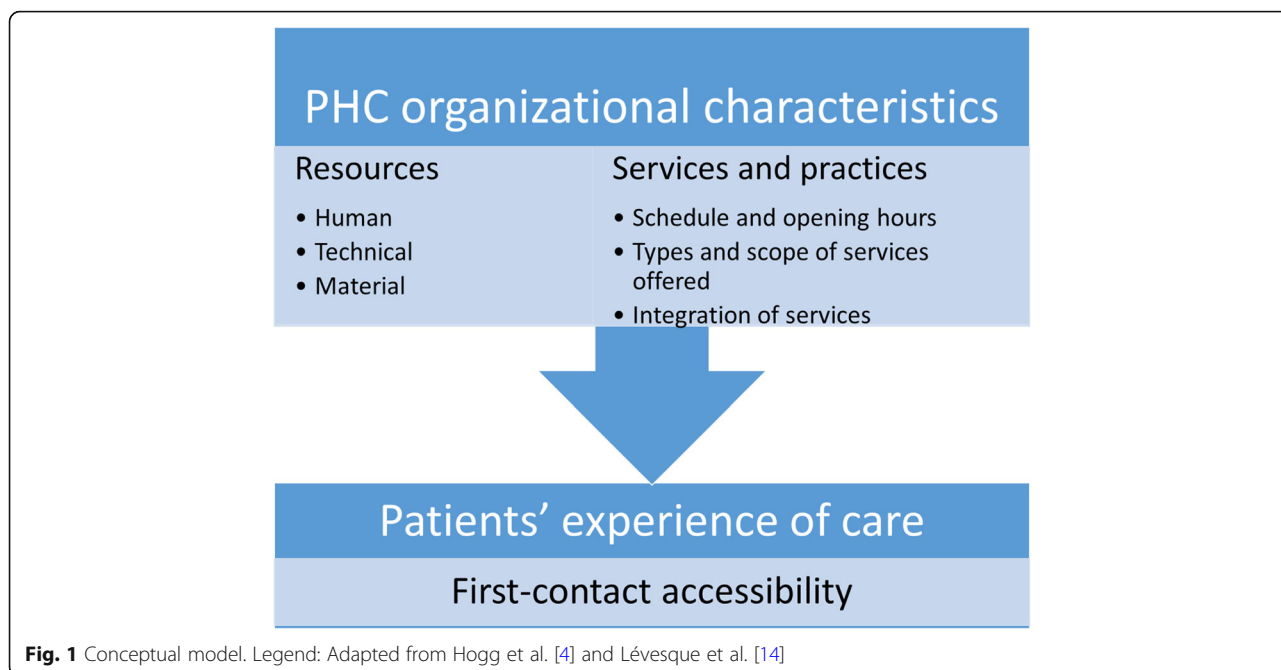 PHC organizational characteristics
Resources
• Human
• Technical
• Material
Services and practices
• Schedule and opening hours
• Types and scope of services
offered
• Integration of services
Patients’ experience of care
First-contact accessibility
Fig. 1 Conceptual model. Legend: Adapted from Hogg et al. [4] and Lévesque et al. [14]